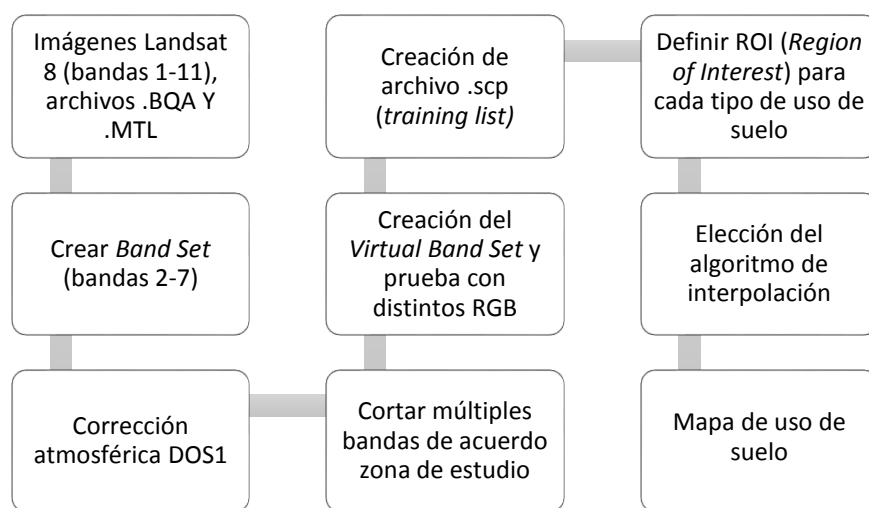 Imágenes Landsat
8 (bandas 1-11),
archivos .BQA Y
.MTL
Crear Band Set
(bandas 2-7)
Corrección
atmosférica DOS1
Cortar múltiples
bandas de acuerdo
zona de estudio
Creación del
Virtual Band Set y
prueba con
distintos RGB
Creación de
archivo .scp
(training list)
Definir ROI (Region
of Interest) para
cada tipo de uso de
suelo
Elección del
algoritmo de
interpolación
Mapa de uso de
suelo